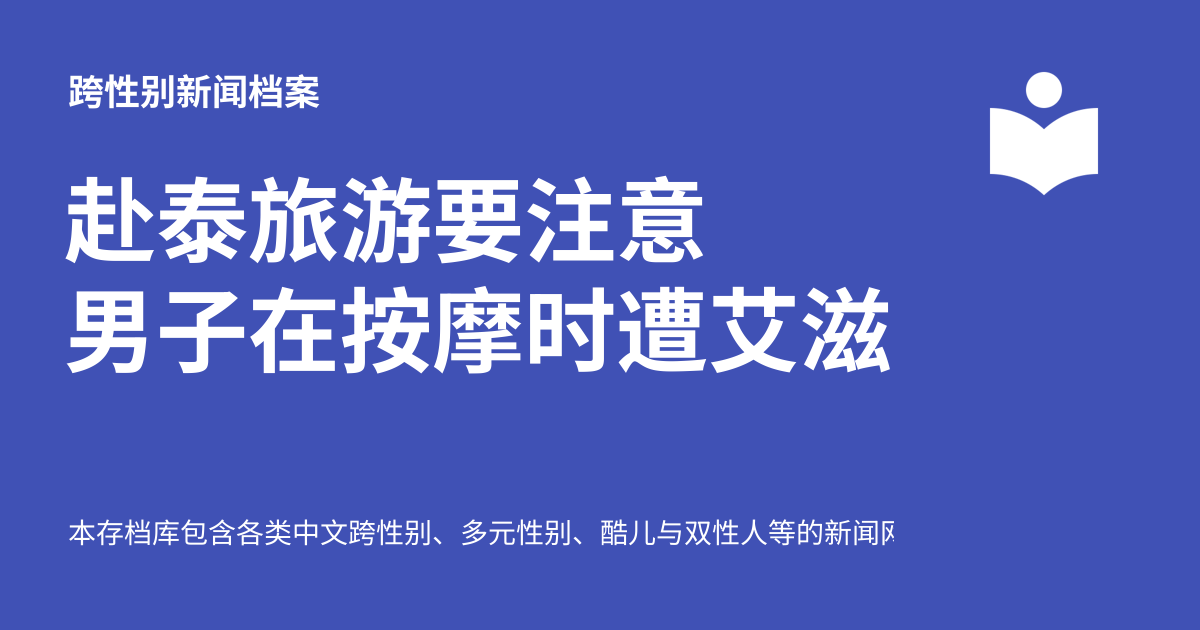 跨性别新闻档案
赴泰旅游要注意
男子在按摩时遭艾滋
本存档库包含各类中文跨性别、多元性别、酷儿与双性人等的新闻